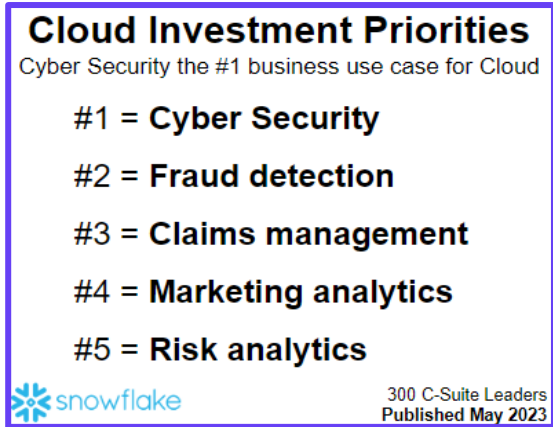 Cloud Investment Priorities
Cyber Security the #1 business use case for Cloud
#1 = Cyber Security
#2 = Fraud detection
#3 = Claims management
#4 = Marketing analytics
#5 = Risk analytics
snowflake
300 C-Suite Leaders
Published May 2023